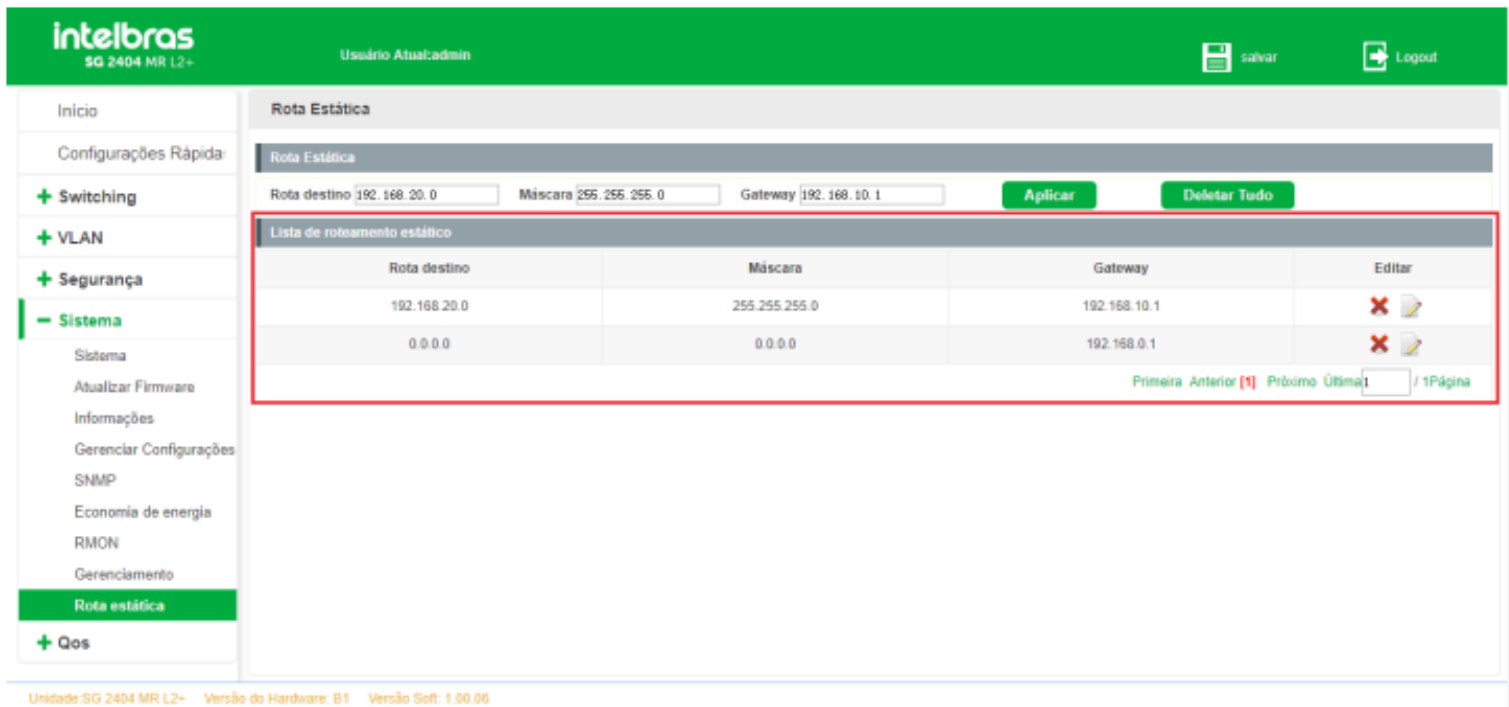 intelbras
SG 2404 MR L2+
Usuário Atual:admin
salvar
Logout
Início
Configurações Rápida
Switching
VLAN
Segurança
Sistema
Sistema
Atualizar Firmware
Informações
Gerenciar Configurações
SNMP
Economia de energia
RMON
Gerenciamento
Rota estática
Qos
Rota Estática
Rota Estática
Rota destino 192.168.20.0 Máscara 255.255.255.0 Gateway 192.168.10.1 Aplicar Deletar Tudo
Lista de roteamento estático
Rota destino Máscara Gateway Editar
192.168.20.0 255.255.255.0 192.168.10.1
0.0.0.0 0.0.0.0 192.168.0.1
Primeira Anterior [1] Próximo Última 1 / 1Página
Unidade:SG 2404 MR L2+ Versão do Hardware: B1 Versão Soft: 1.00.06